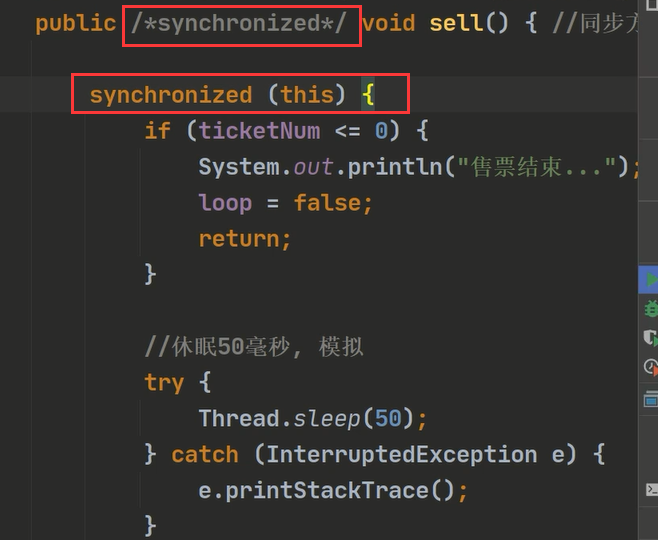 public /*synchronized*/ void sell() { //同步方
synchronized (this) {
if (ticketNum <= 0) {
System.out.println("售票结束...");
loop = false;
return;
}
//休眠50毫秒, 模拟
try {
Thread.sleep(50);
} catch (InterruptedException e) {
e.printStackTrace();
}